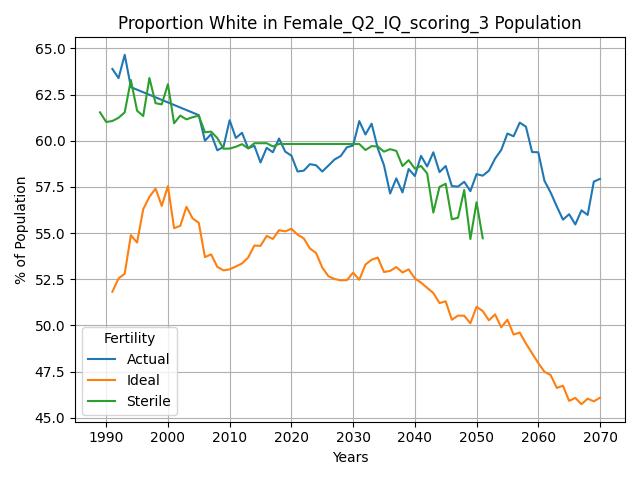 Proportion White in Female_Q2_IQ_scoring_3 Population
% of Population
65.0
62.5
60.0
57.5
55.0
52.5
50.0
47.5
45.0
Fertility
Actual
Ideal
Sterile
1990 2000 2010 2020 2030 2040 2050 2060 2070
Years